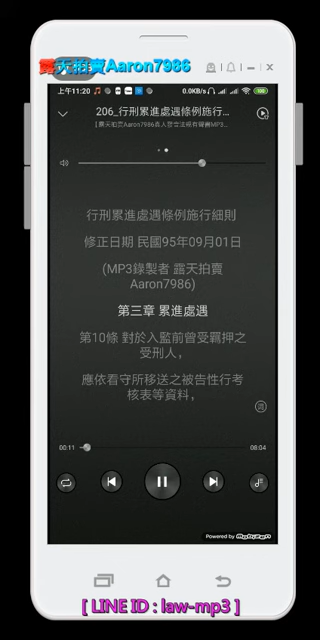 露天拍賣Aaron7986
上午11:20
0.0KB/s
206_行刑累進處遇條例施行...
【露天拍賣Aaron7986真人發音法規有聲書MP3...
行刑累進處遇條例施行細則
修正日期 民國95年09月01日
(MP3錄製者 露天拍賣
Aaron7986)
第三章 累進處遇
第10條 對於入監前曾受羈押之
受刑人，
應依看守所移送之被告性行考
核表等資料，
詞
00:11
08:04
Powered by
[ LINE ID : law-mp3 ]